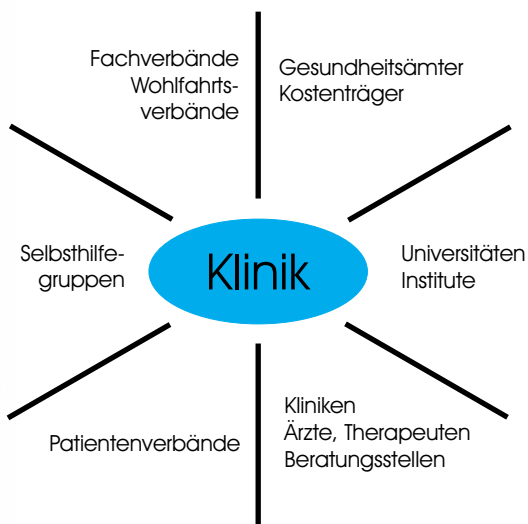 Fachverbände
Wohlfahrts-
verbände
Gesundheitsämter
Kostenträger
Selbsthilfe-
gruppen
Klinik
Universitäten
Institute
Patientenverbände
Kliniken
Ärzte, Therapeuten
Beratungsstellen